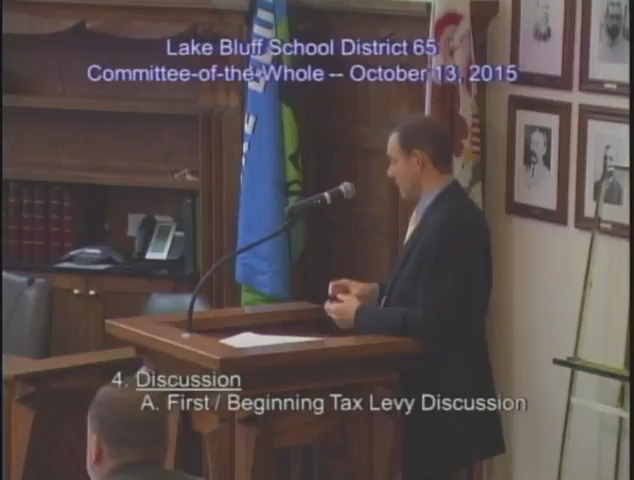 Lake Bluff School District 65
Committee-of-the-Whole -- October 13, 2015
4. Discussion
A. First / Beginning Tax Levy Discussion